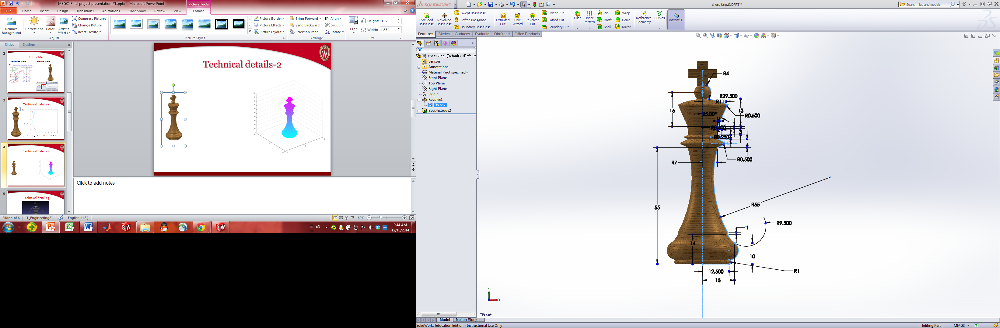 ME 535 Final project presentation-YL.pptx - Microsoft PowerPoint
Picture Tools
File Home Insert Design Transitions Animations Slide Show Review View Format
Remove Background
Corrections
Color
Artistic Effects
Compress Pictures
Change Picture
Reset Picture
Adjust
Picture Styles
Picture Border
Picture Effects
Picture Layout
Bring Forward
Send Backward
Selection Pane
Align
Group
Rotate
Arrange
Crop
Height: 3.02"
Width: 1.33"
Size
Slides Outline
2
Initial Idea
3
Technical details-1
4
Technical details-2
5
Technical details-3
Technical details-2
W
Click to add notes
Slide 4 of 6 "1_Engineering2" English (U.S.) 60%
EN
9:44 AM
12/10/2014
SOLIDWORKS
chess king.SLDPRT *
Search files and models
Extruded Boss/Base
Revolved Boss/Base
Swept Boss/Base
Lofted Boss/Base
Boundary Boss/Base
Extruded Cut
Hole Wizard
Revolved Cut
Swept Cut
Lofted Cut
Boundary Cut
Fillet
Linear Pattern
Rib
Draft
Shell
Wrap
Dome
Mirror
Reference Geometry
Curves
Instant3D
Features Sketch Surfaces Evaluate DimXpert Office Products
chess king (Default<<Default
Sensors
Annotations
Material <not specified>
Front Plane
Top Plane
Right Plane
Origin
Revolve1
Sketch1
Boss-Extrude2
R4
R29.500
R11
16
13
25.00°
R0.500
R0.500
3
R0.250
4
R0.500
R7
55
R55
R9.500
1
14
10
12.500
R1
15
Y
X
*Front
Model Motion Study 1
SolidWorks Education Edition - Instructional Use Only
Editing Part
MMGS